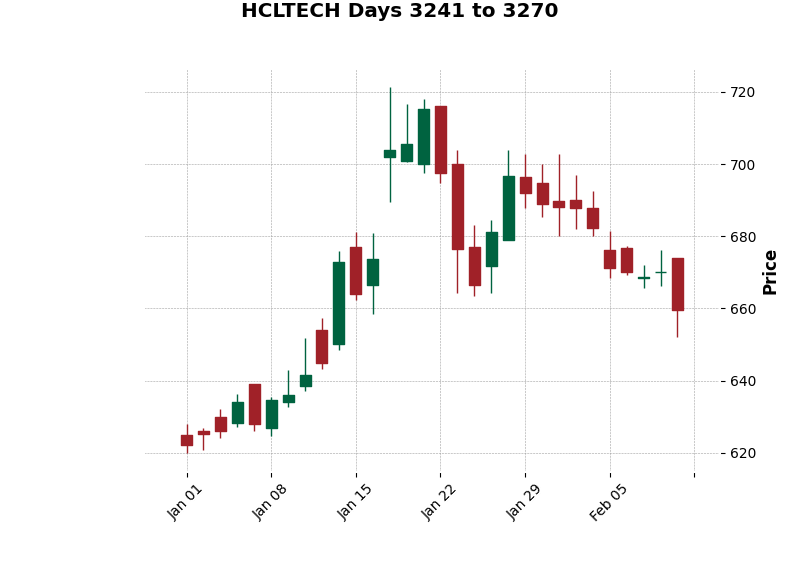 HCLTECH Days 3241 to 3270
720
700
680
660
640
620
Price
Jan 01
Jan 08
Jan 15
Jan 22
Jan 29
Feb 05